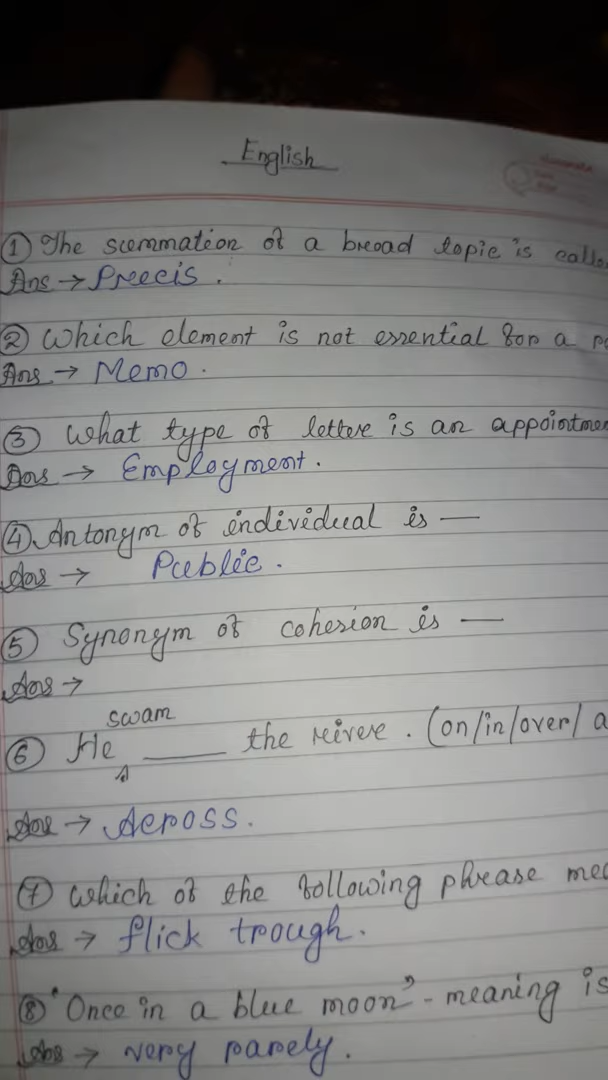 English
① The summation of a broad topic is
Ans → Precis.
② Which element is not essential for a
Ans → Memo.
③ What type of letter is an
Ans → Employment.
④ Antonym of individual is —
Ans → Public.
⑤ Synonym of cohesion is —
Ans →
swam
⑥ He ____ the river. (on/in/over/
Ans → Across.
⑦ Which of the following phrase
Ans → flick trough.
⑧ "Once in a blue moon" - meaning is
Ans → very rarely.